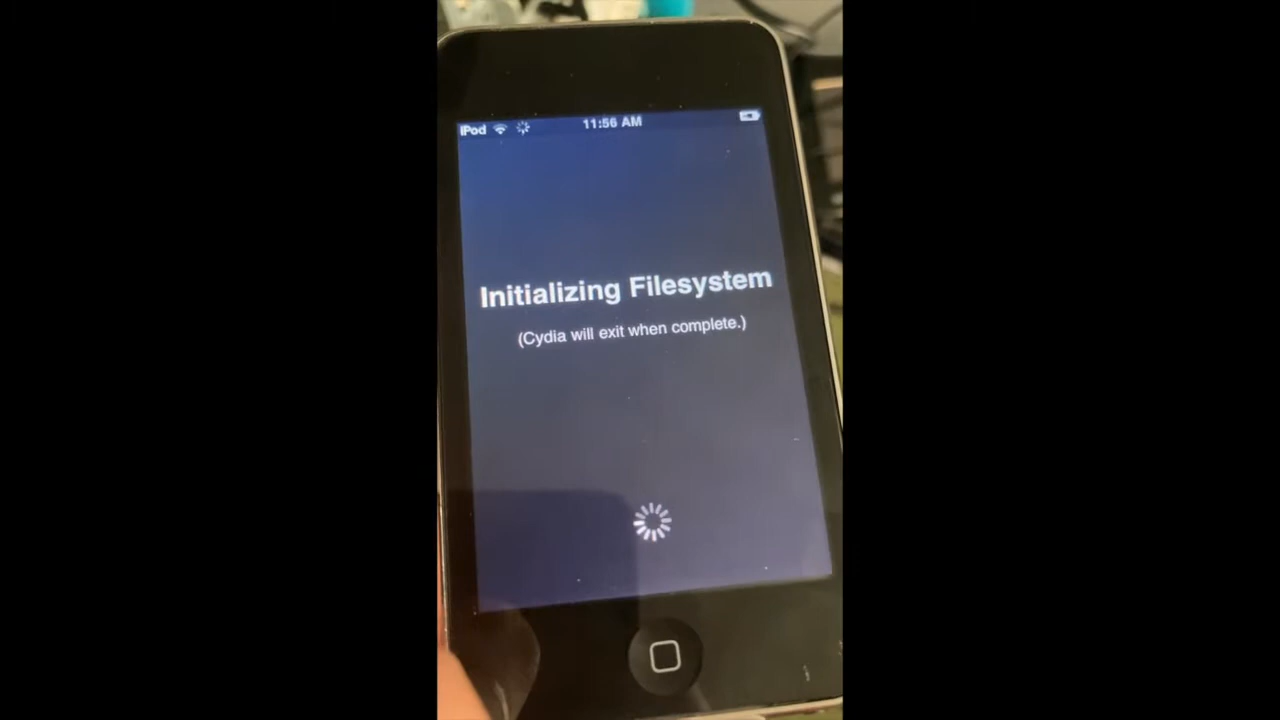 iPod 11:56 AM
Initializing Filesystem
(Cydia will exit when complete.)